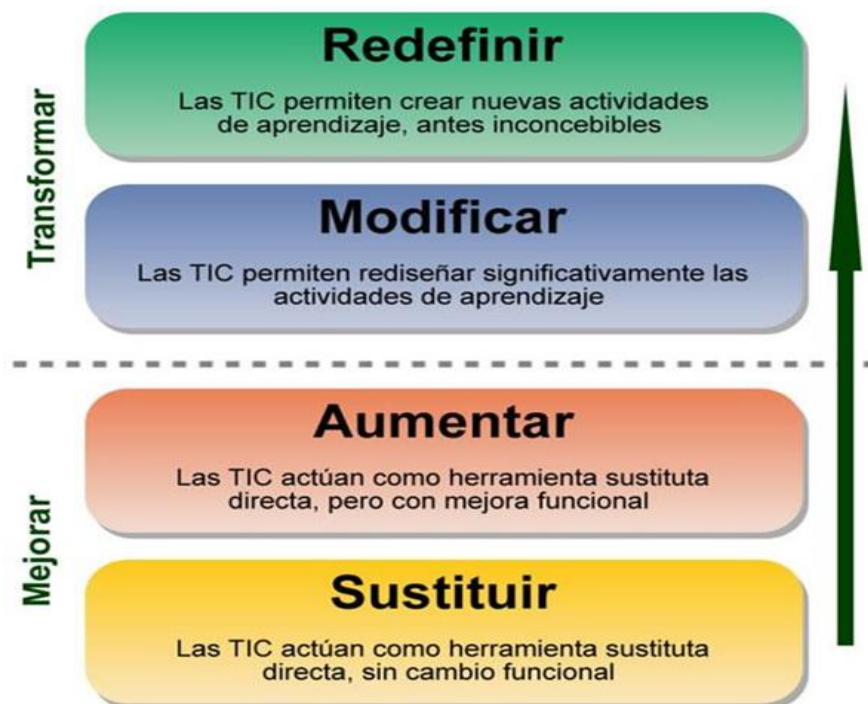 Transformar
Redefinir
Las TIC permiten crear nuevas actividades
de aprendizaje, antes inconcebibles
Modificar
Las TIC permiten rediseñar significativamente las
actividades de aprendizaje
Mejorar
Aumentar
Las TIC actúan como herramienta sustituta
directa, pero con mejora funcional
Sustituir
Las TIC actúan como herramienta sustituta
directa, sin cambio funcional